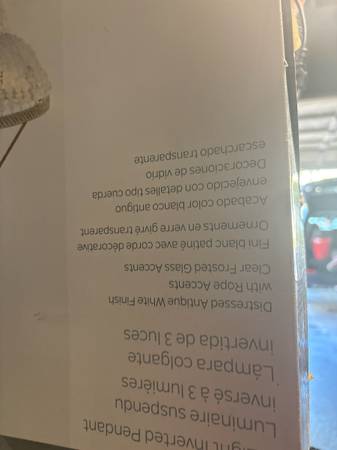 ight Inverted Pendant
Luminaire suspendu
inversé à 3 lumières
Lámpara colgante
invertida de 3 luces
Distressed Antique White Finish
with Rope Accents
Clear Frosted Glass Accents
Fini blanc patiné avec corde décorative
Ornements en verre givré transparent
Acabado color blanco antiguo
envejecido con detalles tipo cuerda
Decoraciones de vidrio
escarchado transparente